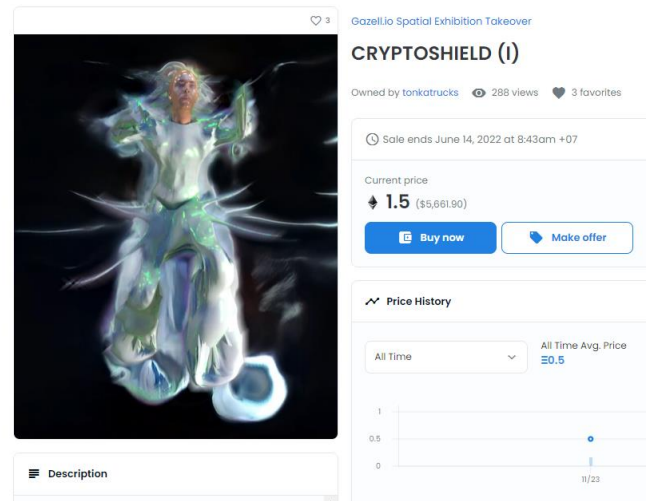 3
Gazell.io Spatial Exhibition Takeover
CRYPTOSHIELD (I)
Owned by tonkatrucks 288 views 3 favorites
Sale ends June 14, 2022 at 8:43am +07
Current price
1.5 ($5,661.90)
Buy now Make offer
Price History
All Time
All Time Avg. Price
Ξ0.5
1
0.5
0
11/23
Description